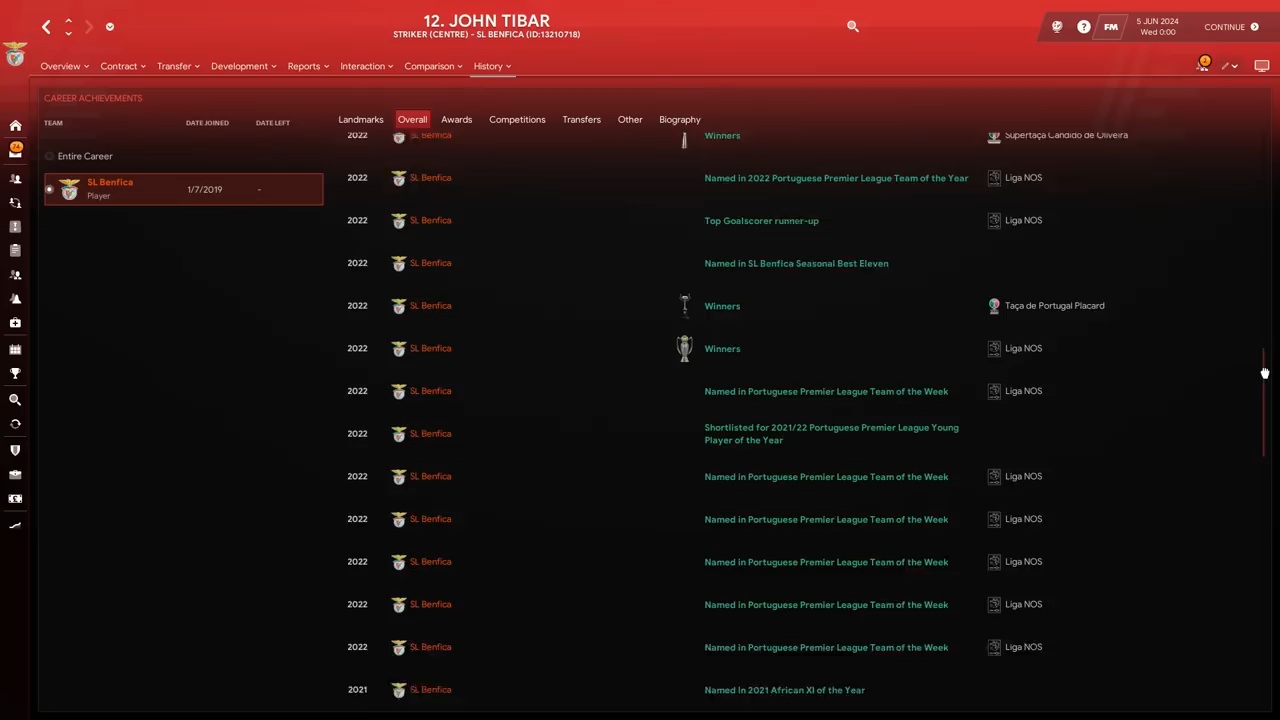 12. JOHN TIBAR
STRIKER (CENTRE) - SL BENFICA (ID:13210718)
FM
5 JUN 2024
Wed 0:00
CONTINUE
Overview Contract Transfer Development Reports Interaction Comparison History
CAREER ACHIEVEMENTS
TEAM DATE JOINED DATE LEFT
Landmarks Overall Awards Competitions Transfers Other Biography
Entire Career
SL Benfica
Player
1/7/2019 -
24
2022 SL Benfica Winners Supertaça Cândido de Oliveira
2022 SL Benfica Named in 2022 Portuguese Premier League Team of the Year Liga NOS
2022 SL Benfica Top Goalscorer runner-up Liga NOS
2022 SL Benfica Named in SL Benfica Seasonal Best Eleven
2022 SL Benfica Winners Taça de Portugal Placard
2022 SL Benfica Winners Liga NOS
2022 SL Benfica Named in Portuguese Premier League Team of the Week Liga NOS
2022 SL Benfica Shortlisted for 2021/22 Portuguese Premier League Young
Player of the Year
2022 SL Benfica Named in Portuguese Premier League Team of the Week Liga NOS
2022 SL Benfica Named in Portuguese Premier League Team of the Week Liga NOS
2022 SL Benfica Named in Portuguese Premier League Team of the Week Liga NOS
2022 SL Benfica Named in Portuguese Premier League Team of the Week Liga NOS
2022 SL Benfica Named in Portuguese Premier League Team of the Week Liga NOS
2021 SL Benfica Named In 2021 African XI of the Year